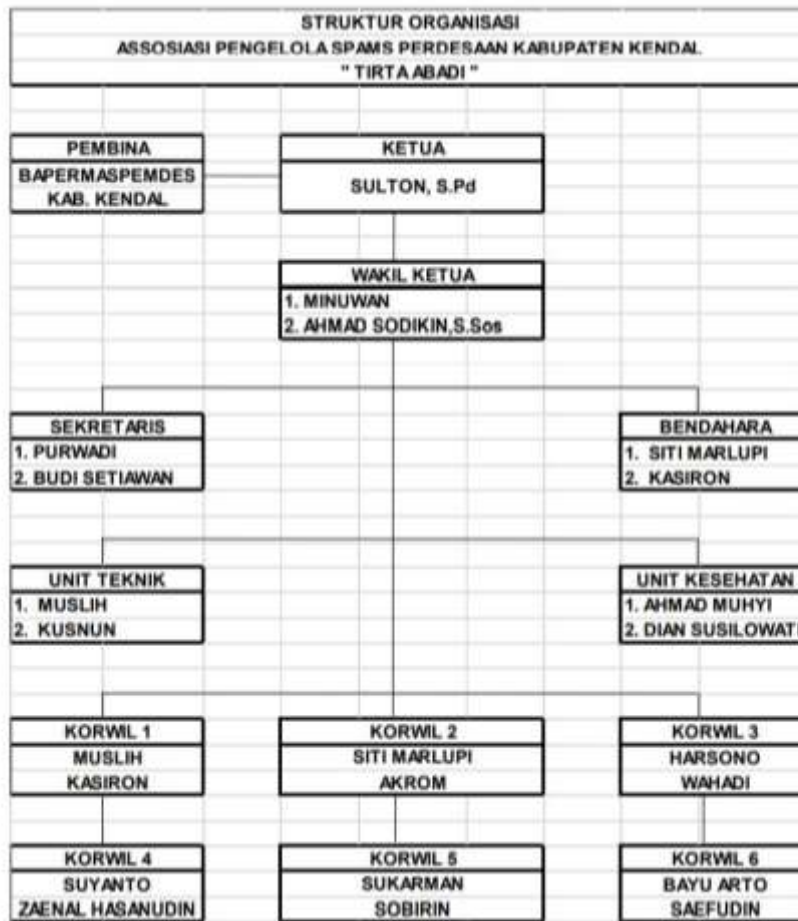 STRUKTUR ORGANISASI
ASSOSIASI PENGELOLA SPAMS PERDESAAN KABUPATEN KENDAL
" TIRTA ABADI "
PEMBINA
BAPERMASPEMDES
KAB. KENDAL
KETUA
SULTON, S.Pd
WAKIL KETUA
1. MINUWAN
2. AHMAD SODIKIN,S.Sos
SEKRETARIS
1. PURWADI
2. BUDI SETIAWAN
BENDAHARA
1. SITI MARLUPI
2. KASIRON
UNIT TEKNIK
1. MUSLIH
2. KUSNUN
UNIT KESEHATAN
1. AHMAD MUHYI
2. DIAN SUSILOWATI
KORWIL 1
MUSLIH
KASIRON
KORWIL 2
SITI MARLUPI
AKROM
KORWIL 3
HARSONO
WAHADI
KORWIL 4
SUYANTO
ZAENAL HASANUDIN
KORWIL 5
SUKARMAN
SOBIRIN
KORWIL 6
BAYU ARTO
SAEFUDIN